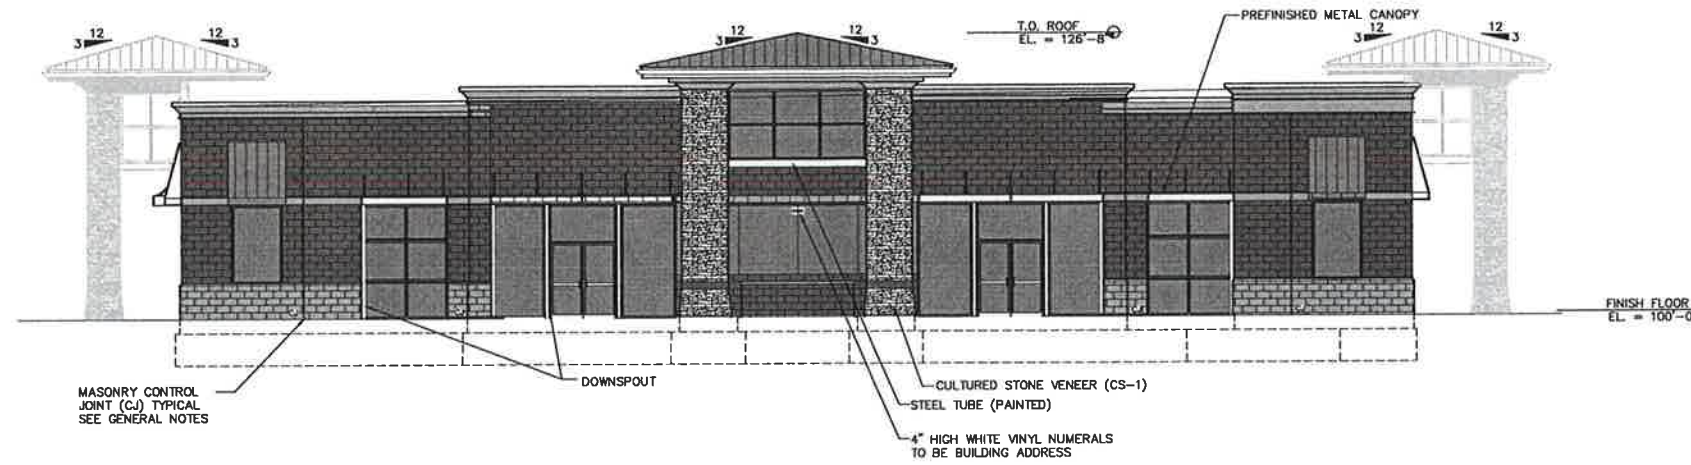 PREFINISHED METAL CANOPY
T.O. ROOF
EL. = 126'-8"
12
3
12
3
12
3
12
3
12
3
12
3
FINISH FLOOR
EL. = 100'-0
MASONRY CONTROL
JOINT (CJ) TYPICAL
SEE GENERAL NOTES
DOWNSPOUT
CULTURED STONE VENEER (CS-1)
STEEL TUBE (PAINTED)
4" HIGH WHITE VINYL NUMERALS
TO BE BUILDING ADDRESS